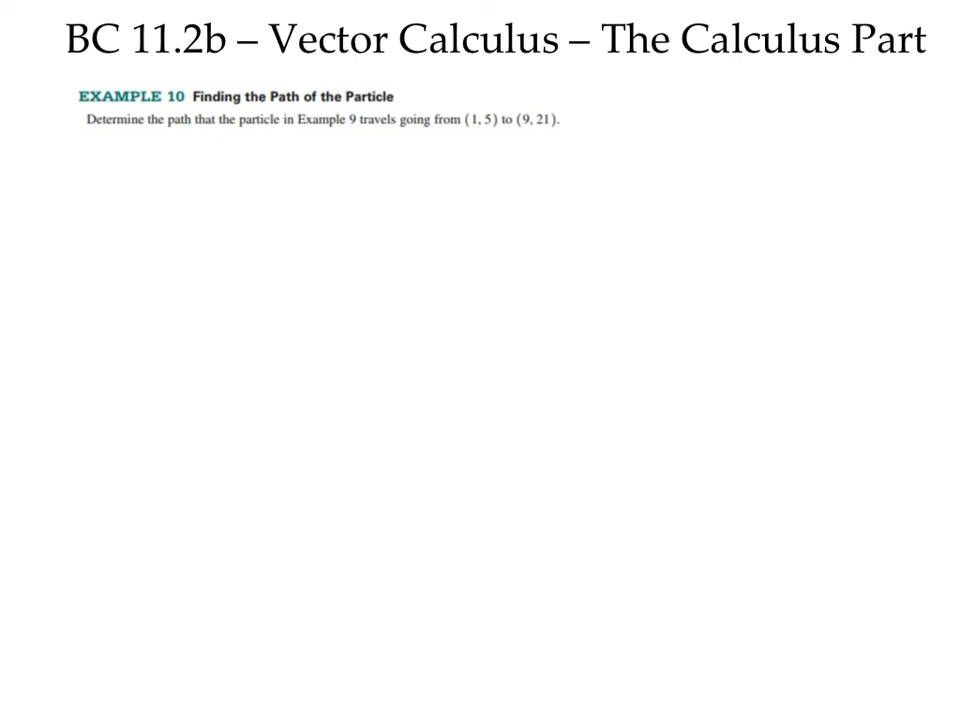 BC 11.2b – Vector Calculus – The Calculus Part
EXAMPLE 10 Finding the Path of the Particle
Determine the path that the particle in Example 9 travels going from (1, 5) to (9, 21).